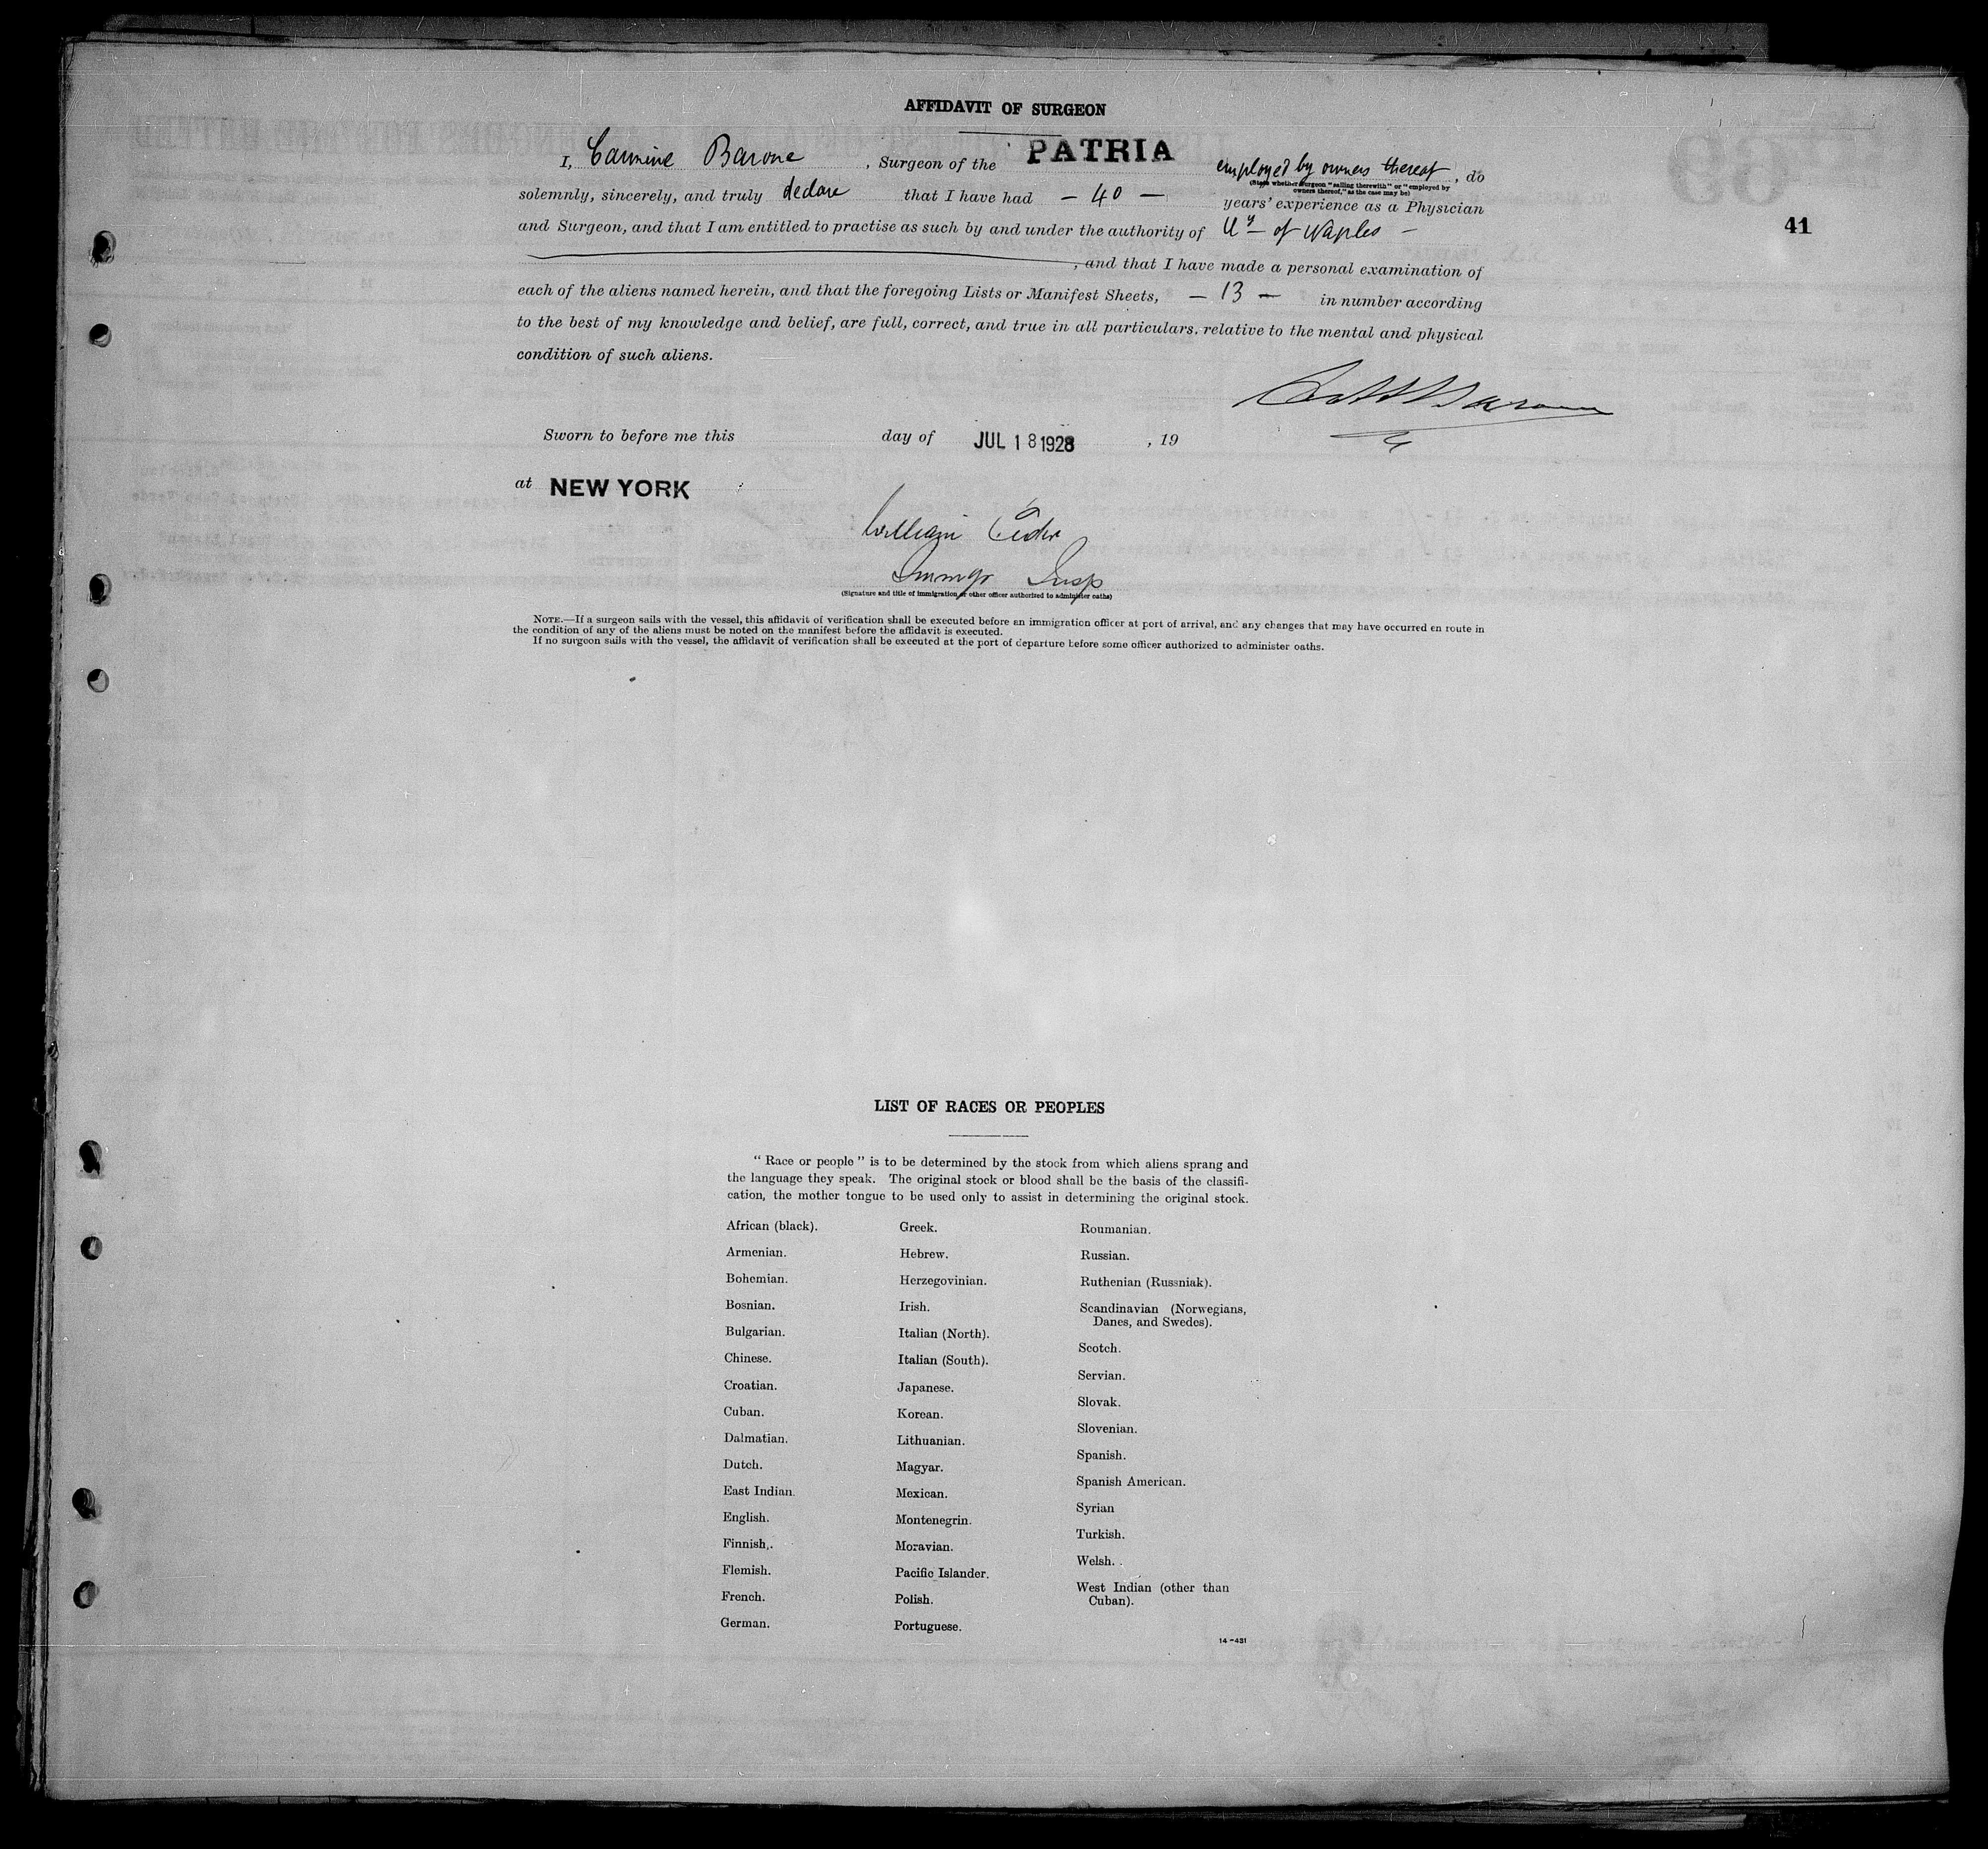 AFFIDAVIT OF SURGEON
I, Carmine Barone, Surgeon of the PATRIA employed by owners thereof, do
(State whether surgeon "sailing therewith" or "employed by owners thereof," as the case may be)
solemnly, sincerely, and truly declare that I have had — 40 — years' experience as a Physician
and Surgeon, and that I am entitled to practise as such by and under the authority of Uy of Naples —
, and that I have made a personal examination of
each of the aliens named herein, and that the foregoing Lists or Manifest Sheets, — 13 — in number according
to the best of my knowledge and belief, are full, correct, and true in all particulars, relative to the mental and physical
condition of such aliens.
Sworn to before me this day of JUL 18 1928, 19
at NEW YORK
41
William
Immgr Insp
(Signature and title of immigration or other officer authorized to administer oaths)
NOTE.—If a surgeon sails with the vessel, this affidavit of verification shall be executed before an immigration officer at port of arrival, and any changes that may have occurred en route in
the condition of any of the aliens must be noted on the manifest before the affidavit is executed.
If no surgeon sails with the vessel, the affidavit of verification shall be executed at the port of departure before some officer authorized to administer oaths.
LIST OF RACES OR PEOPLES
"Race or people" is to be determined by the stock from which aliens sprang and
the language they speak. The original stock or blood shall be the basis of the classifi-
cation, the mother tongue to be used only to assist in determining the original stock.
African (black).
Armenian.
Bohemian.
Bosnian.
Bulgarian.
Chinese.
Croatian.
Cuban.
Dalmatian.
Dutch.
East Indian.
English.
Finnish.
Flemish.
French.
German.
Greek.
Hebrew.
Herzegovinian.
Irish.
Italian (North).
Italian (South).
Japanese.
Korean.
Lithuanian.
Magyar.
Mexican.
Montenegrin.
Moravian.
Pacific Islander.
Polish.
Portuguese.
Roumanian.
Russian.
Ruthenian (Russniak).
Scandinavian (Norwegians,
Danes, and Swedes).
Scotch.
Servian.
Slovak.
Slovenian.
Spanish.
Spanish American.
Syrian
Turkish.
Welsh.
West Indian (other than
Cuban).
14-431